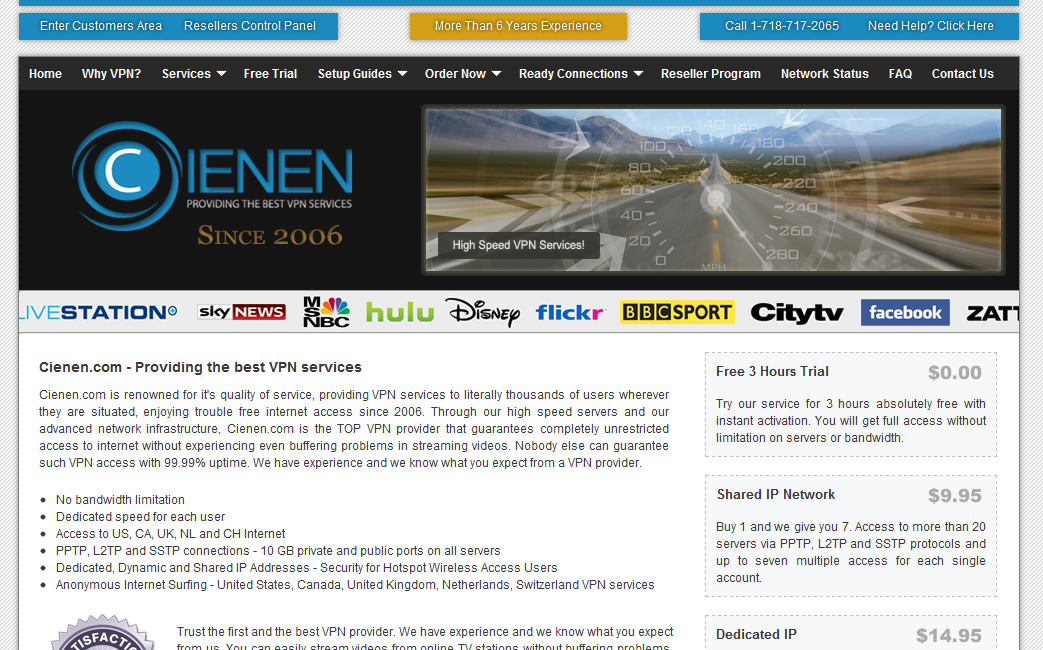 Enter Customers Area Resellers Control Panel
More Than 6 Years Experience
Call 1-718-717-2065 Need Help? Click Here
Home Why VPN? Services Free Trial Setup Guides Order Now Ready Connections Reseller Program Network Status FAQ Contact Us
CIENEN
PROVIDING THE BEST VPN SERVICES
SINCE 2006
0 20 40 60 80 100 120 140 160 180 200 220 240 260 280
MPH
High Speed VPN Services!
LIVESTATION sky NEWS MSNBC hulu Disney flickr BBC SPORT Citytv facebook ZATT
Cienen.com - Providing the best VPN services
Cienen.com is renowned for it's quality of service, providing VPN services to literally thousands of users wherever
they are situated, enjoying trouble free internet access since 2006. Through our high speed servers and our
advanced network infrastructure, Cienen.com is the TOP VPN provider that guarantees completely unrestricted
access to internet without experiencing even buffering problems in streaming videos. Nobody else can guarantee
such VPN access with 99.99% uptime. We have experience and we know what you expect from a VPN provider.
No bandwidth limitation
Dedicated speed for each user
Access to US, CA, UK, NL and CH Internet
PPTP, L2TP and SSTP connections - 10 GB private and public ports on all servers
Dedicated, Dynamic and Shared IP Addresses - Security for Hotspot Wireless Access Users
Anonymous Internet Surfing - United States, Canada, United Kingdom, Netherlands, Switzerland VPN services
SATISFACTIO
Trust the first and the best VPN provider. We have experience and we know what you expect
from us. You can easily stream videos from online TV stations without buffering problems
Free 3 Hours Trial $0.00
Try our service for 3 hours absolutely free with
instant activation. You will get full access without
limitation on servers or bandwidth.
Shared IP Network $9.95
Buy 1 and we give you 7. Access to more than 20
servers via PPTP, L2TP and SSTP protocols and
up to seven multiple access for each single
account.
Dedicated IP $14.95